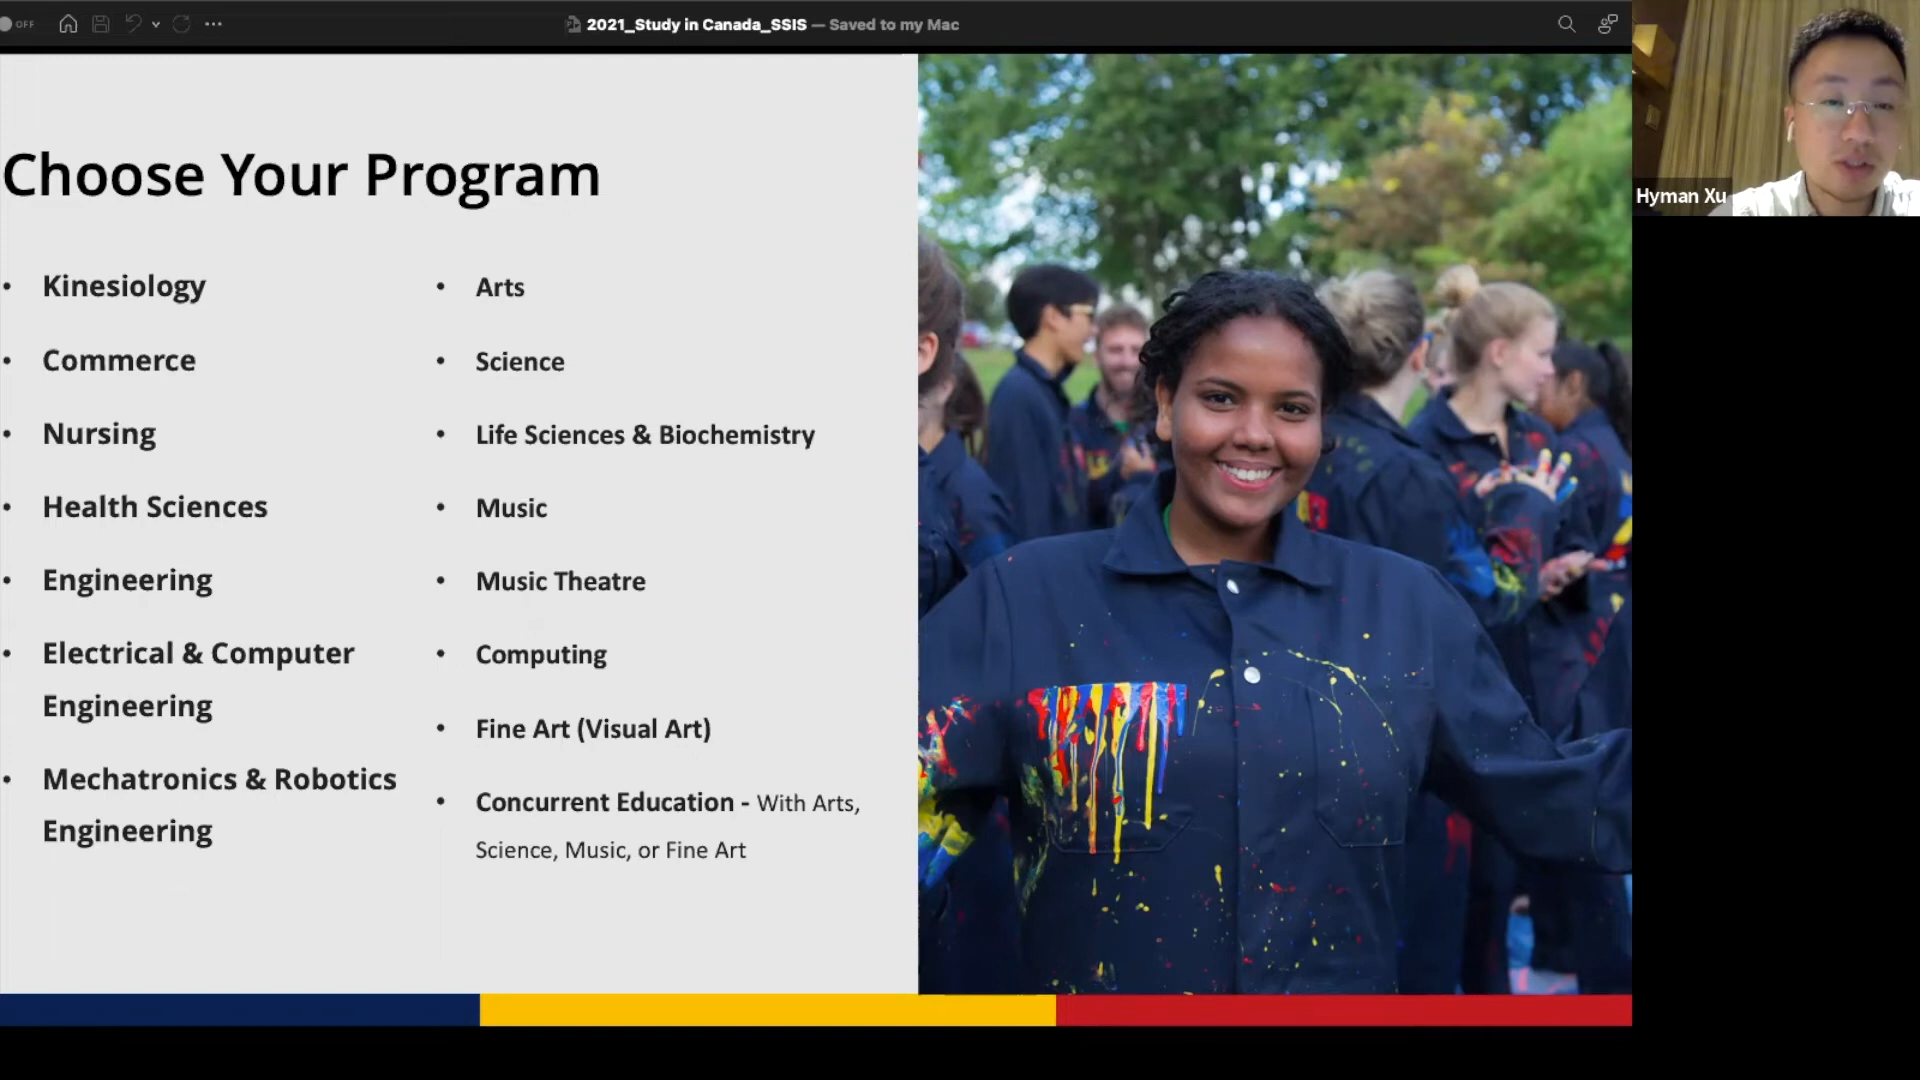 OFF
2021_Study in Canada_SSIS — Saved to my Mac
Hyman Xu
Choose Your Program
• Kinesiology
• Commerce
• Nursing
• Health Sciences
• Engineering
• Electrical & Computer
Engineering
• Mechatronics & Robotics
Engineering
• Arts
• Science
• Life Sciences & Biochemistry
• Music
• Music Theatre
• Computing
• Fine Art (Visual Art)
• Concurrent Education - With Arts,
Science, Music, or Fine Art